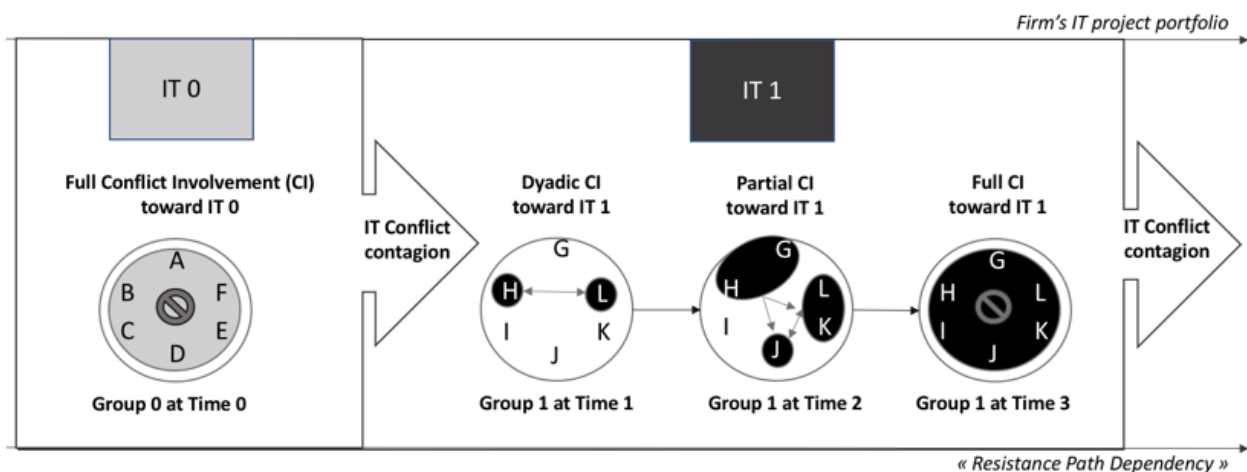 Firm's IT project portfolio
IT 0
IT 1
Full Conflict Involvement (CI)
toward IT 0
Dyadic CI
toward IT 1
Partial CI
toward IT 1
Full CI
toward IT 1
IT Conflict
contagion
IT Conflict
contagion
A
B
F
C
E
D
G
H
L
I
K
J
G
H
L
I
K
J
G
H
L
I
K
J
Group 0 at Time 0
Group 1 at Time 1
Group 1 at Time 2
Group 1 at Time 3
« Resistance Path Dependency »